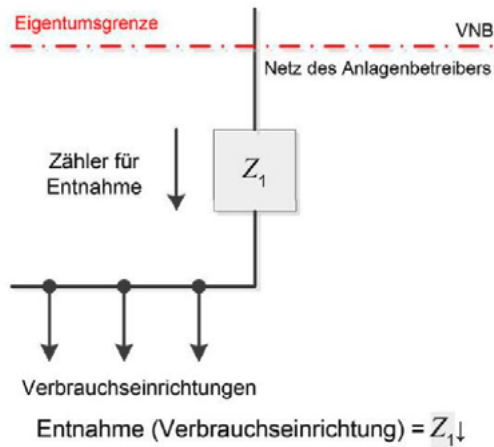 Eigentumsgrenze
VNB
Netz des Anlagenbetreibers
Zähler für
Entnahme
Z₁
Verbrauchseinrichtungen
Entnahme (Verbrauchseinrichtung) = Z₁↓